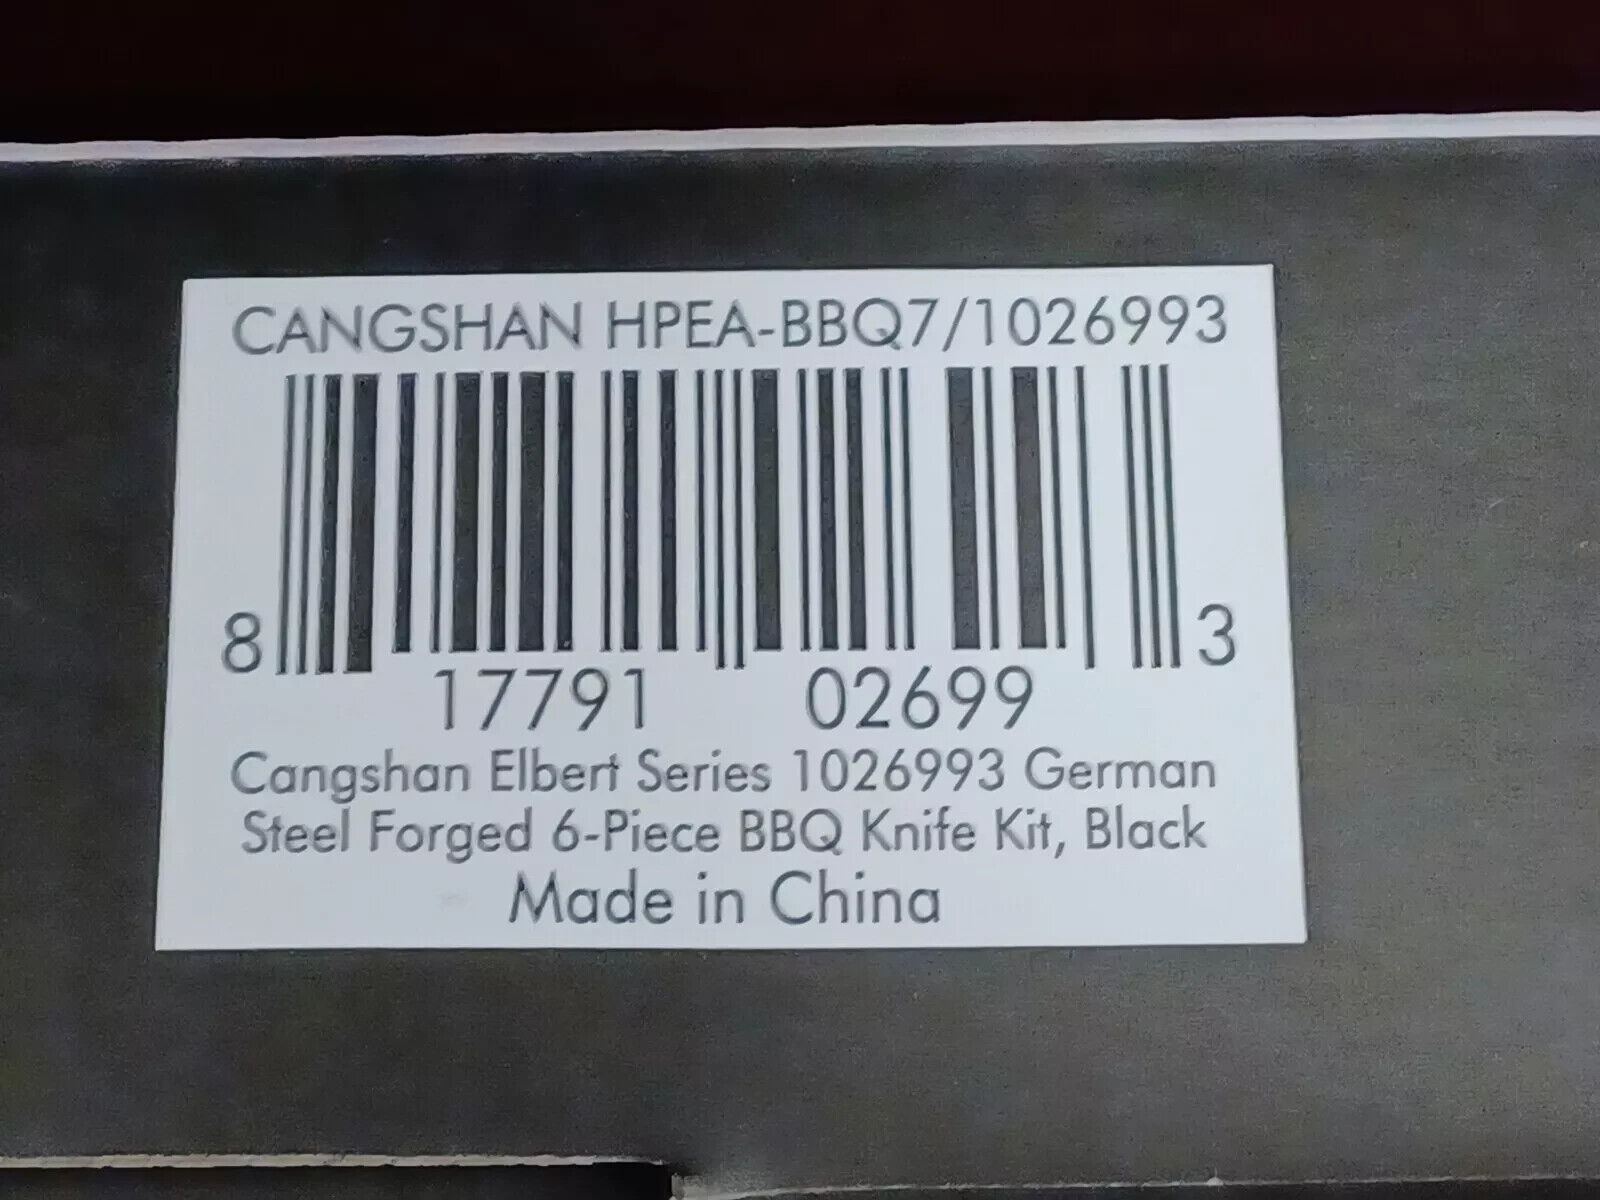 CANGSHAN HPEA-BBQ7/1026993
8 17791 02699 3
Cangshan Elbert Series 1026993 German
Steel Forged 6-Piece BBQ Knife Kit, Black
Made in China